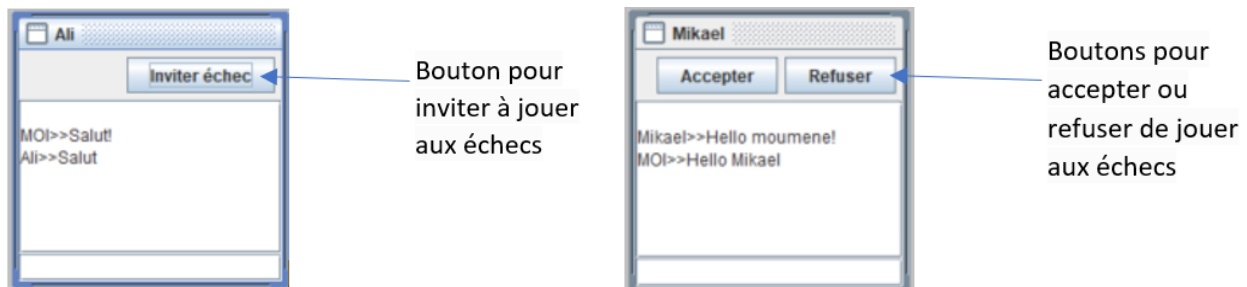 Ali
Inviter échec
MOI>>Salut!
Ali>>Salut
Bouton pour
inviter à jouer
aux échecs
Mikael
Accepter Refuser
Mikael>>Hello moumene!
MOI>>Hello Mikael
Boutons pour
accepter ou
refuser de jouer
aux échecs